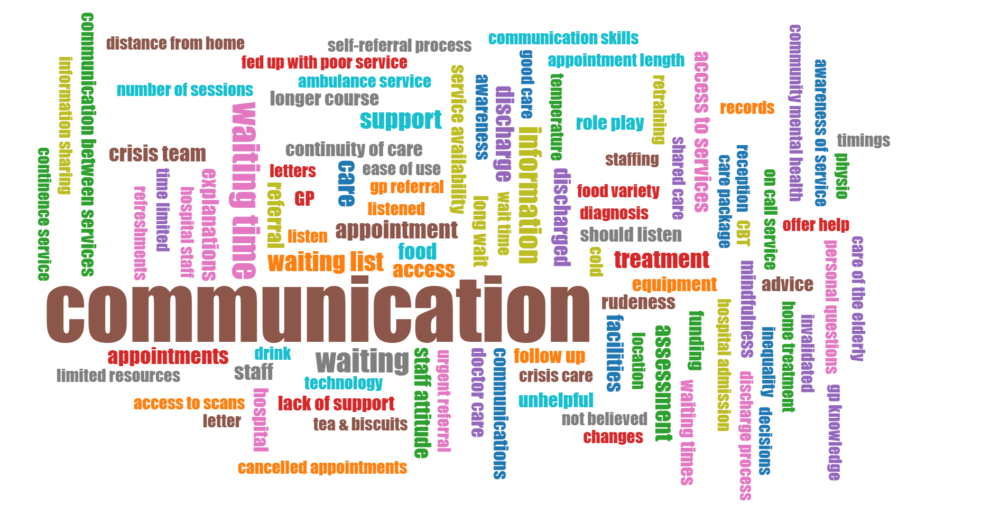 communication between services
information sharing
continence service
distance from home
number of sessions
crisis team
refreshments
time limited
hospital staff
explanations
waiting time
fed up with poor service
self-referral process
ambulance service
longer course
support
continuity of care
letters
care
ease of use
GP
gp referral
referral
listened
listen
appointment
food
waiting list
access
service availability
awareness
discharge
good care
communication skills
appointment length
temperature
information
long wait
wait time
discharged
role play
retraining
access to services
shared care
staffing
food variety
diagnosis
should listen
cold
treatment
records
care package
reception
CBT
on call service
community mental health
awareness of service
timings
physio
offer help
care of the elderly
personal questions
communication
equipment
rudeness
advice
mindfulness
appointments
limited resources
drink
staff
waiting
technology
access to scans
letter
hospital
lack of support
tea & biscuits
cancelled appointments
staff attitude
urgent referral
doctor care
communications
follow up
crisis care
unhelpful
not believed
changes
facilities
location
assessment
funding
waiting times
hospital admission
discharge process
inequality
decisions
home treatment
invalidated
gp knowledge